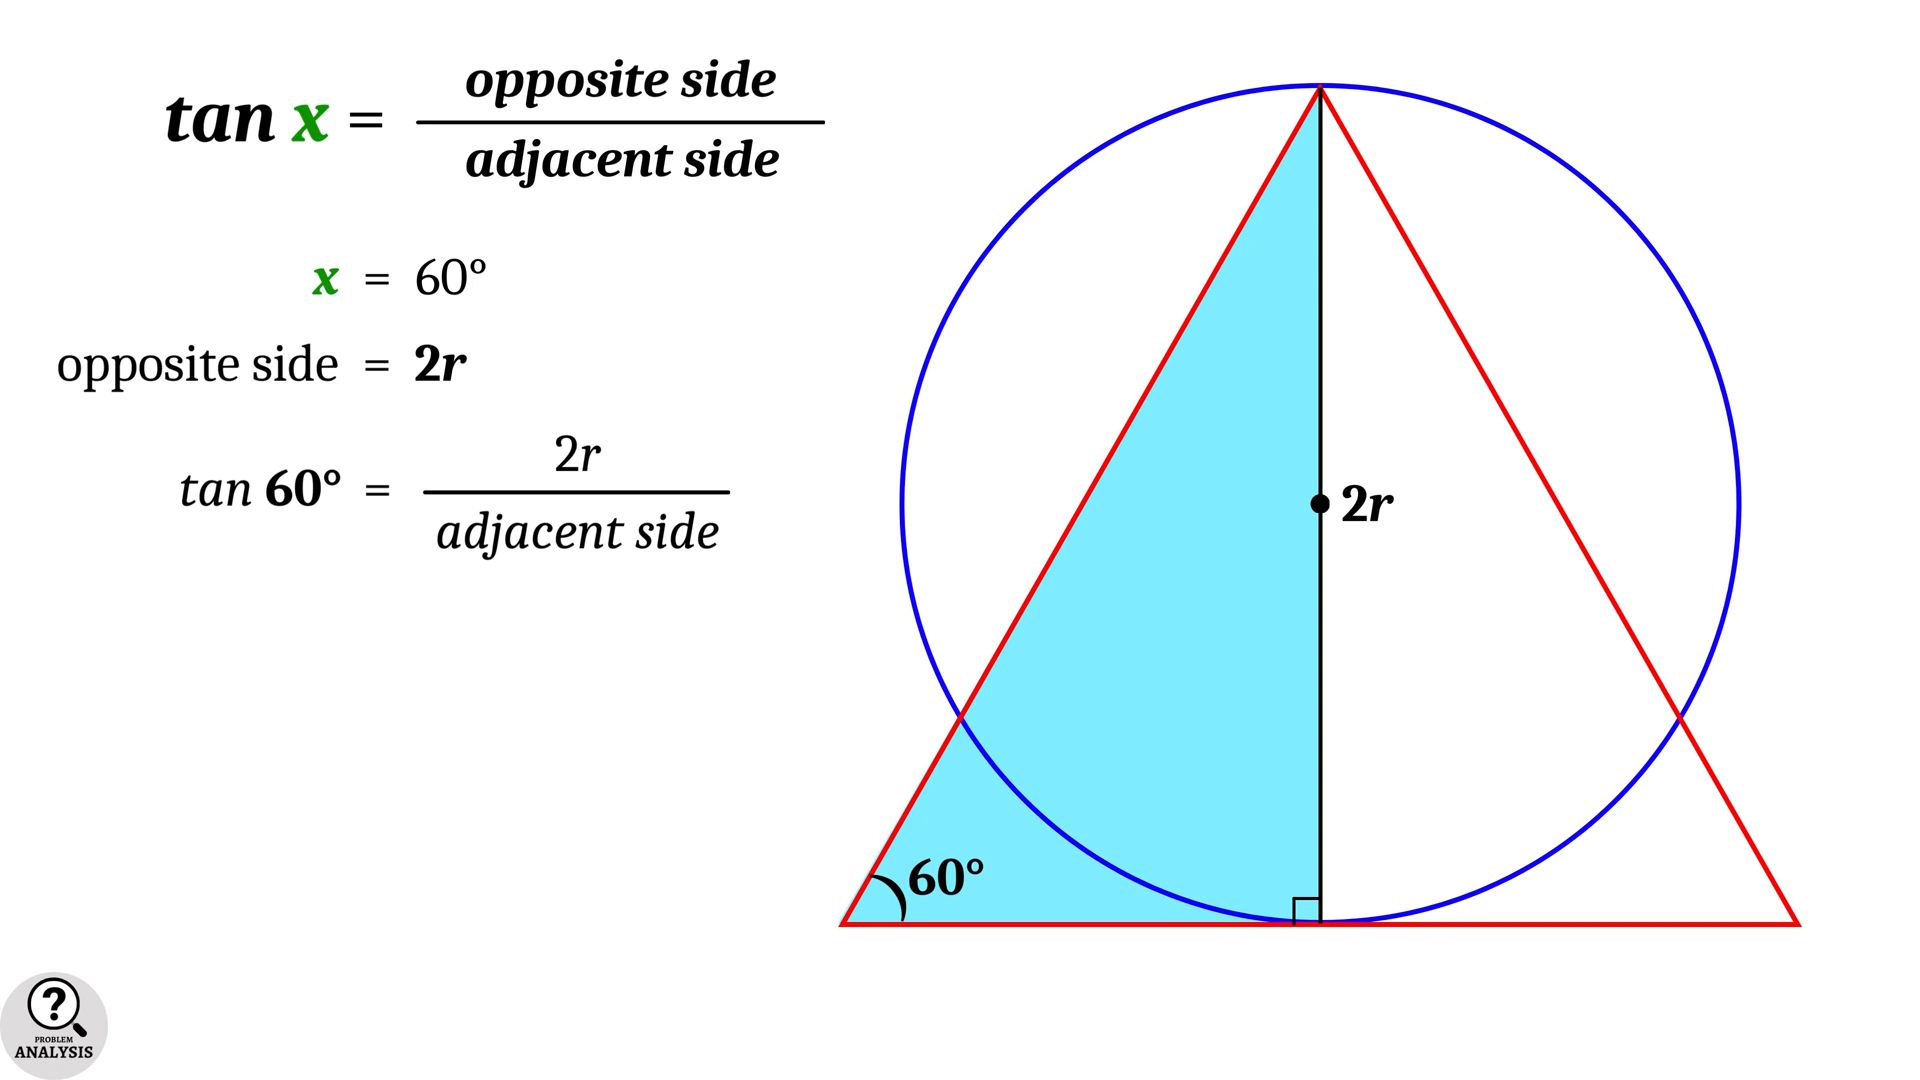 tan x = opposite side / adjacent side
x = 60°
opposite side = 2r
tan 60° = 2r / adjacent side
2r
60°
?
PROBLEM
ANALYSIS